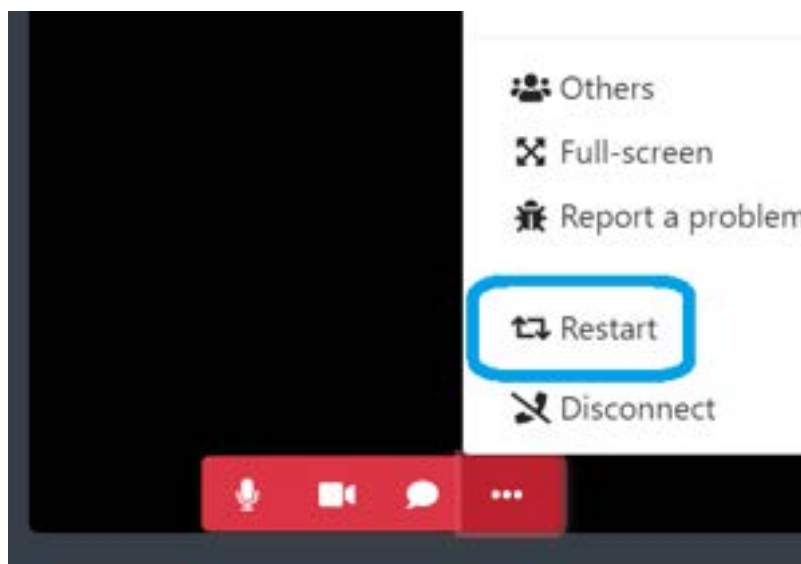 Others
Full-screen
Report a problem
Restart
Disconnect